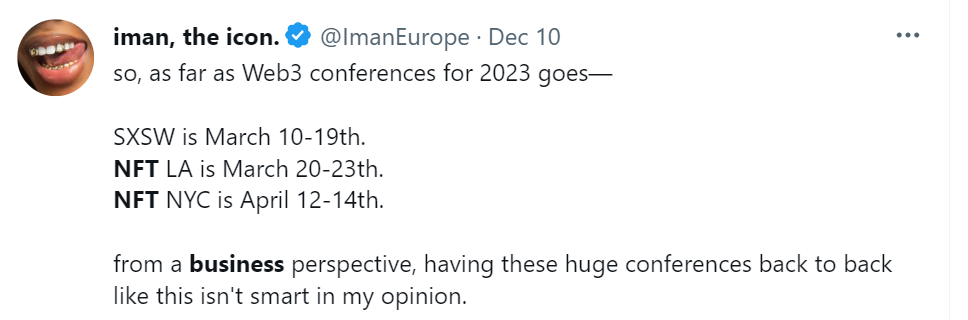 iman, the icon. @ImanEurope · Dec 10
so, as far as Web3 conferences for 2023 goes—
SXSW is March 10-19th.
NFT LA is March 20-23th.
NFT NYC is April 12-14th.
from a business perspective, having these huge conferences back to back
like this isn't smart in my opinion.